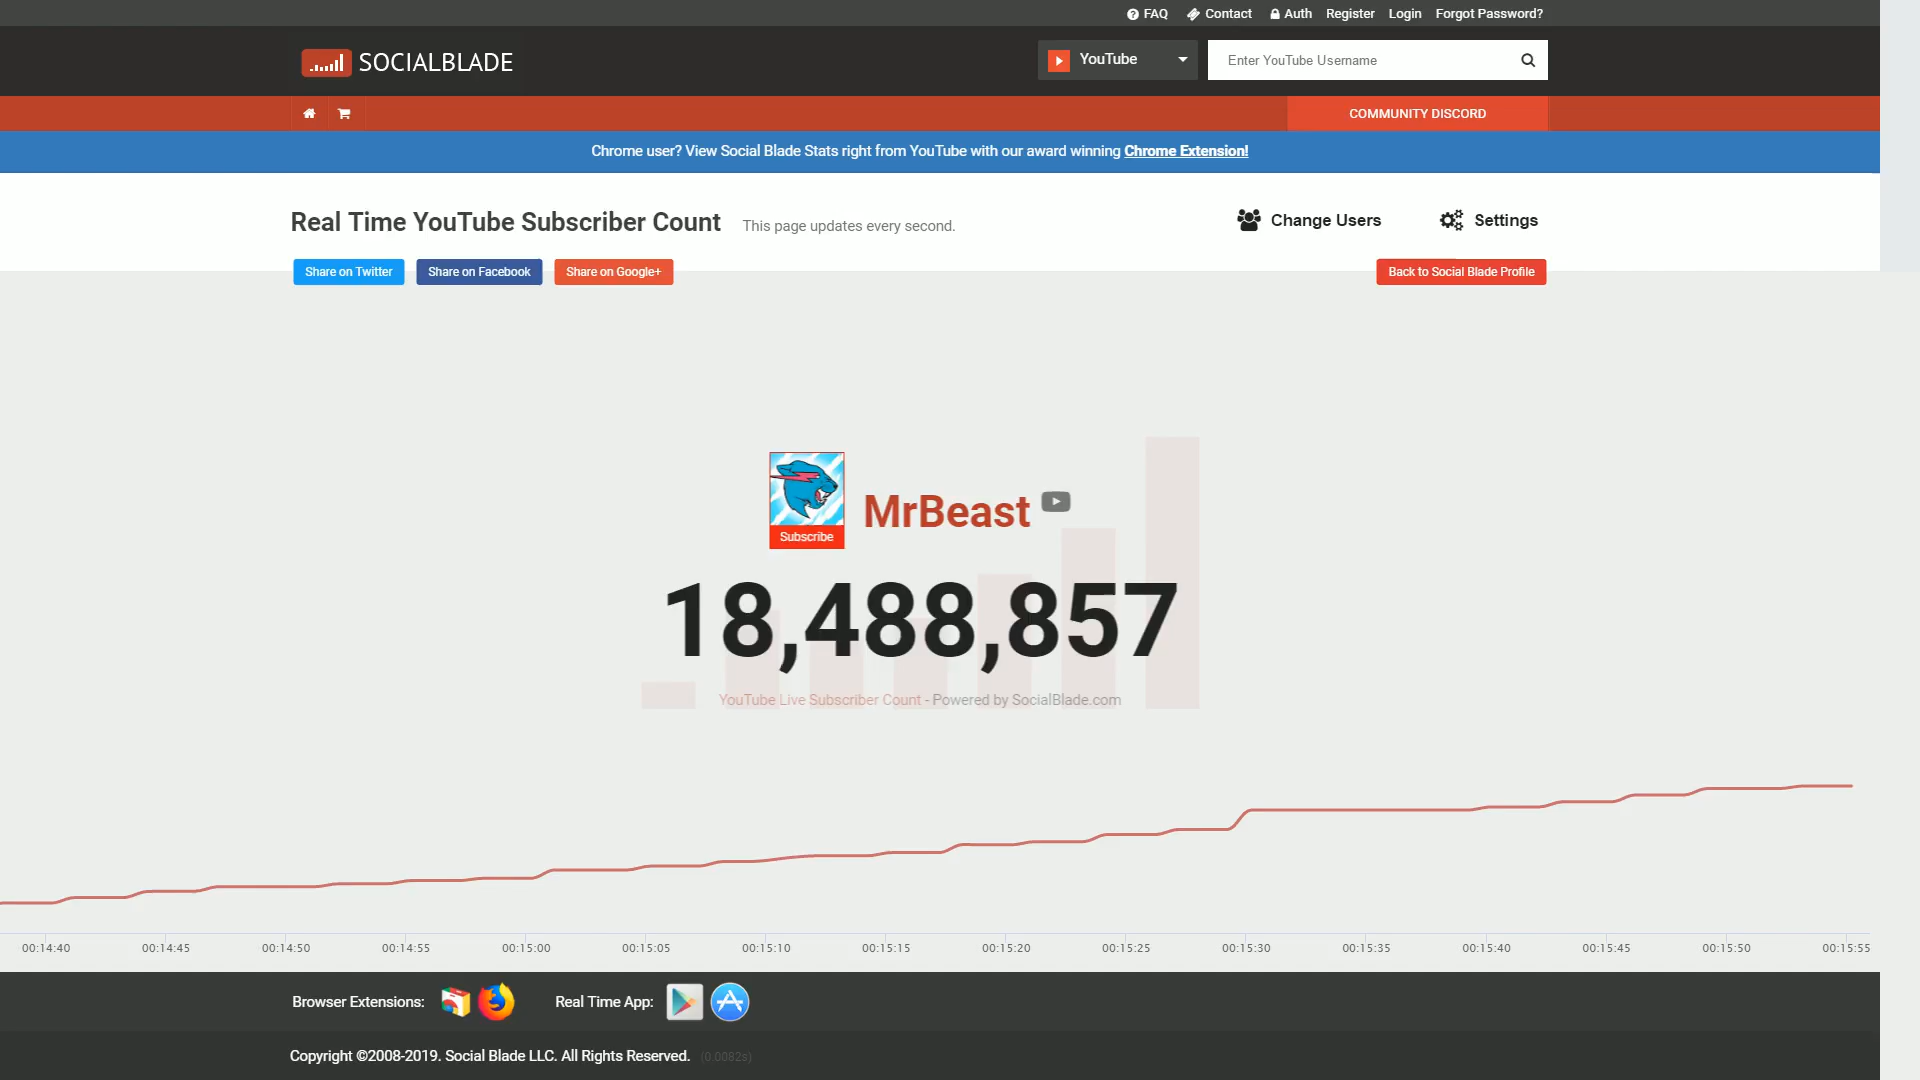 FAQ Contact Auth Register Login Forgot Password?
SOCIALBLADE
YouTube
Enter YouTube Username
COMMUNITY DISCORD
Chrome user? View Social Blade Stats right from YouTube with our award winning Chrome Extension!
Real Time YouTube Subscriber Count This page updates every second.
Change Users
Settings
Share on Twitter
Share on Facebook
Share on Google+
Back to Social Blade Profile
Subscribe
MrBeast
18,488,857
YouTube Live Subscriber Count - Powered by SocialBlade.com
00:14:40 00:14:45 00:14:50 00:14:55 00:15:00 00:15:05 00:15:10 00:15:15 00:15:20 00:15:25 00:15:30 00:15:35 00:15:40 00:15:45 00:15:50 00:15:55
Browser Extensions:
Real Time App:
Copyright ©2008-2019. Social Blade LLC. All Rights Reserved. (0.0082s)